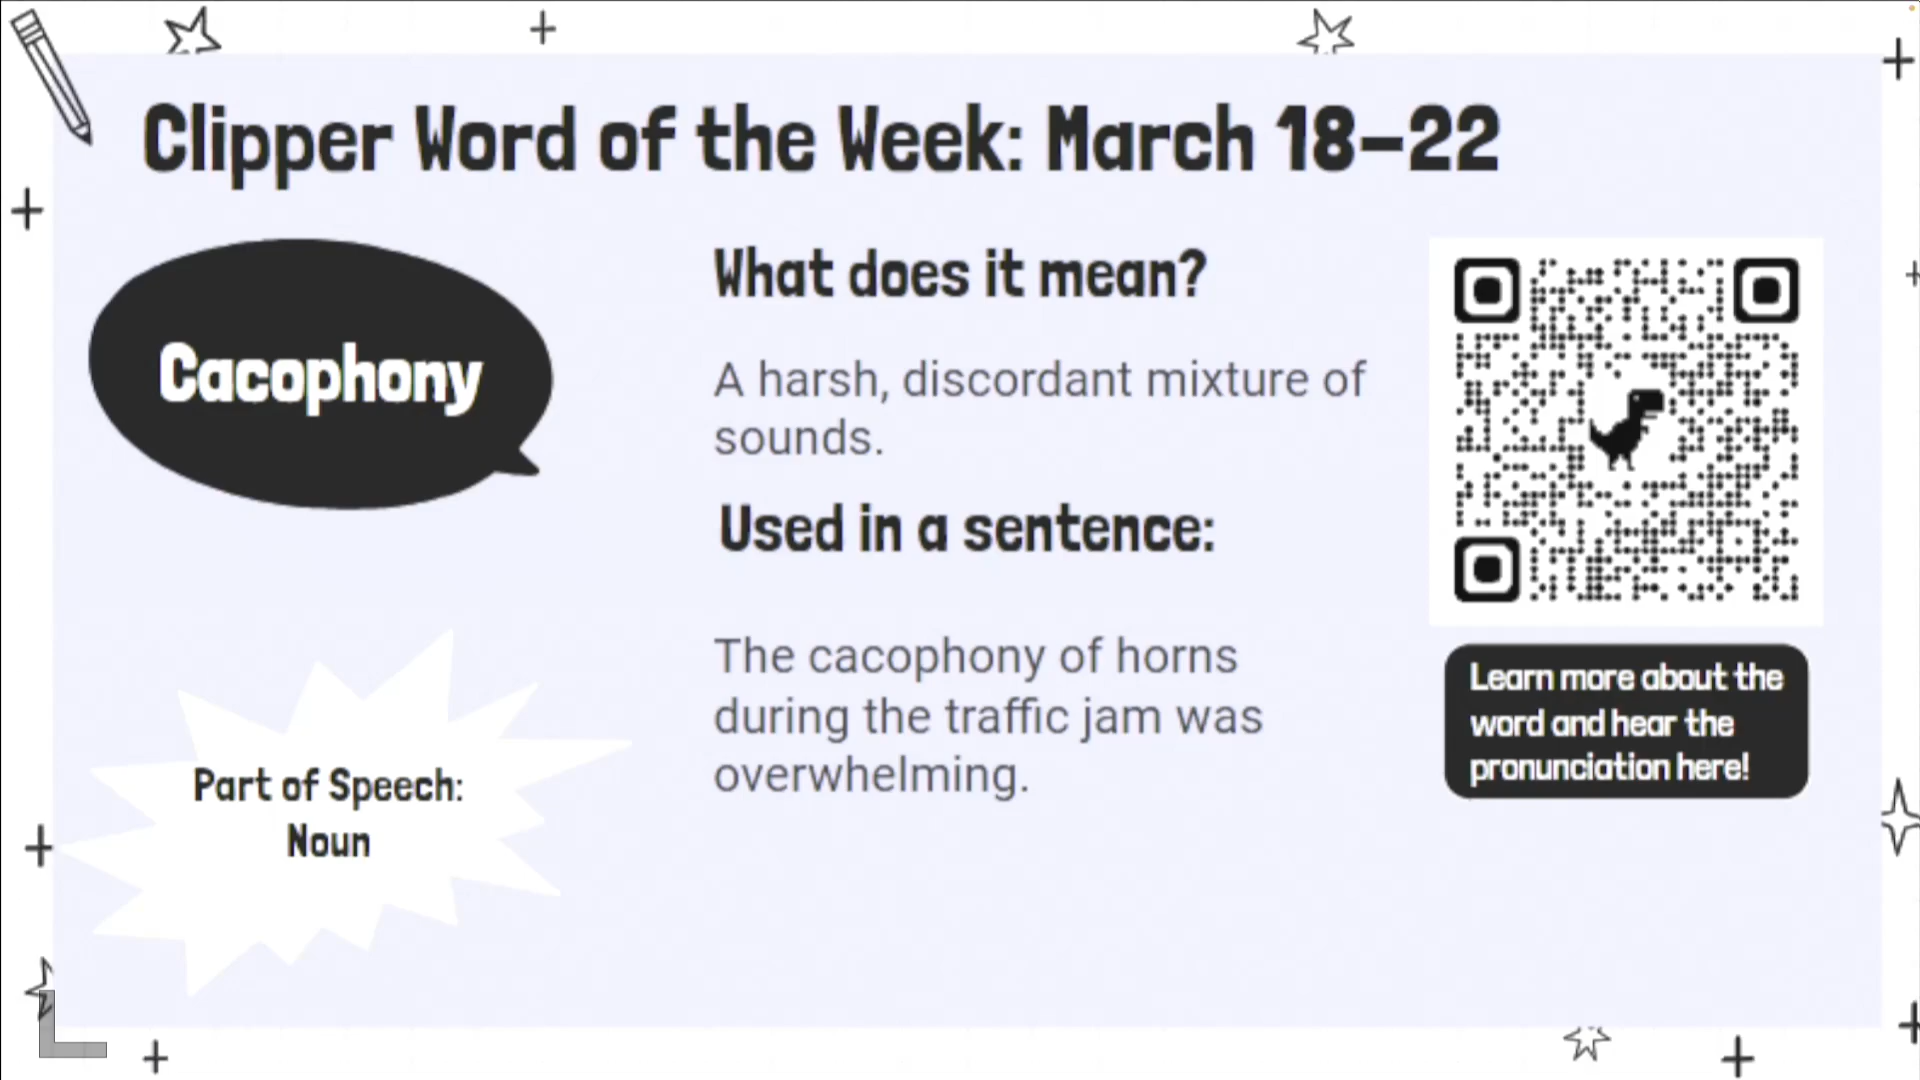 Clipper Word of the Week: March 18–22
Cacophony
What does it mean?
A harsh, discordant mixture of
sounds.
Used in a sentence:
The cacophony of horns
during the traffic jam was
overwhelming.
Part of Speech:
Noun
Learn more about the
word and hear the
pronunciation here!